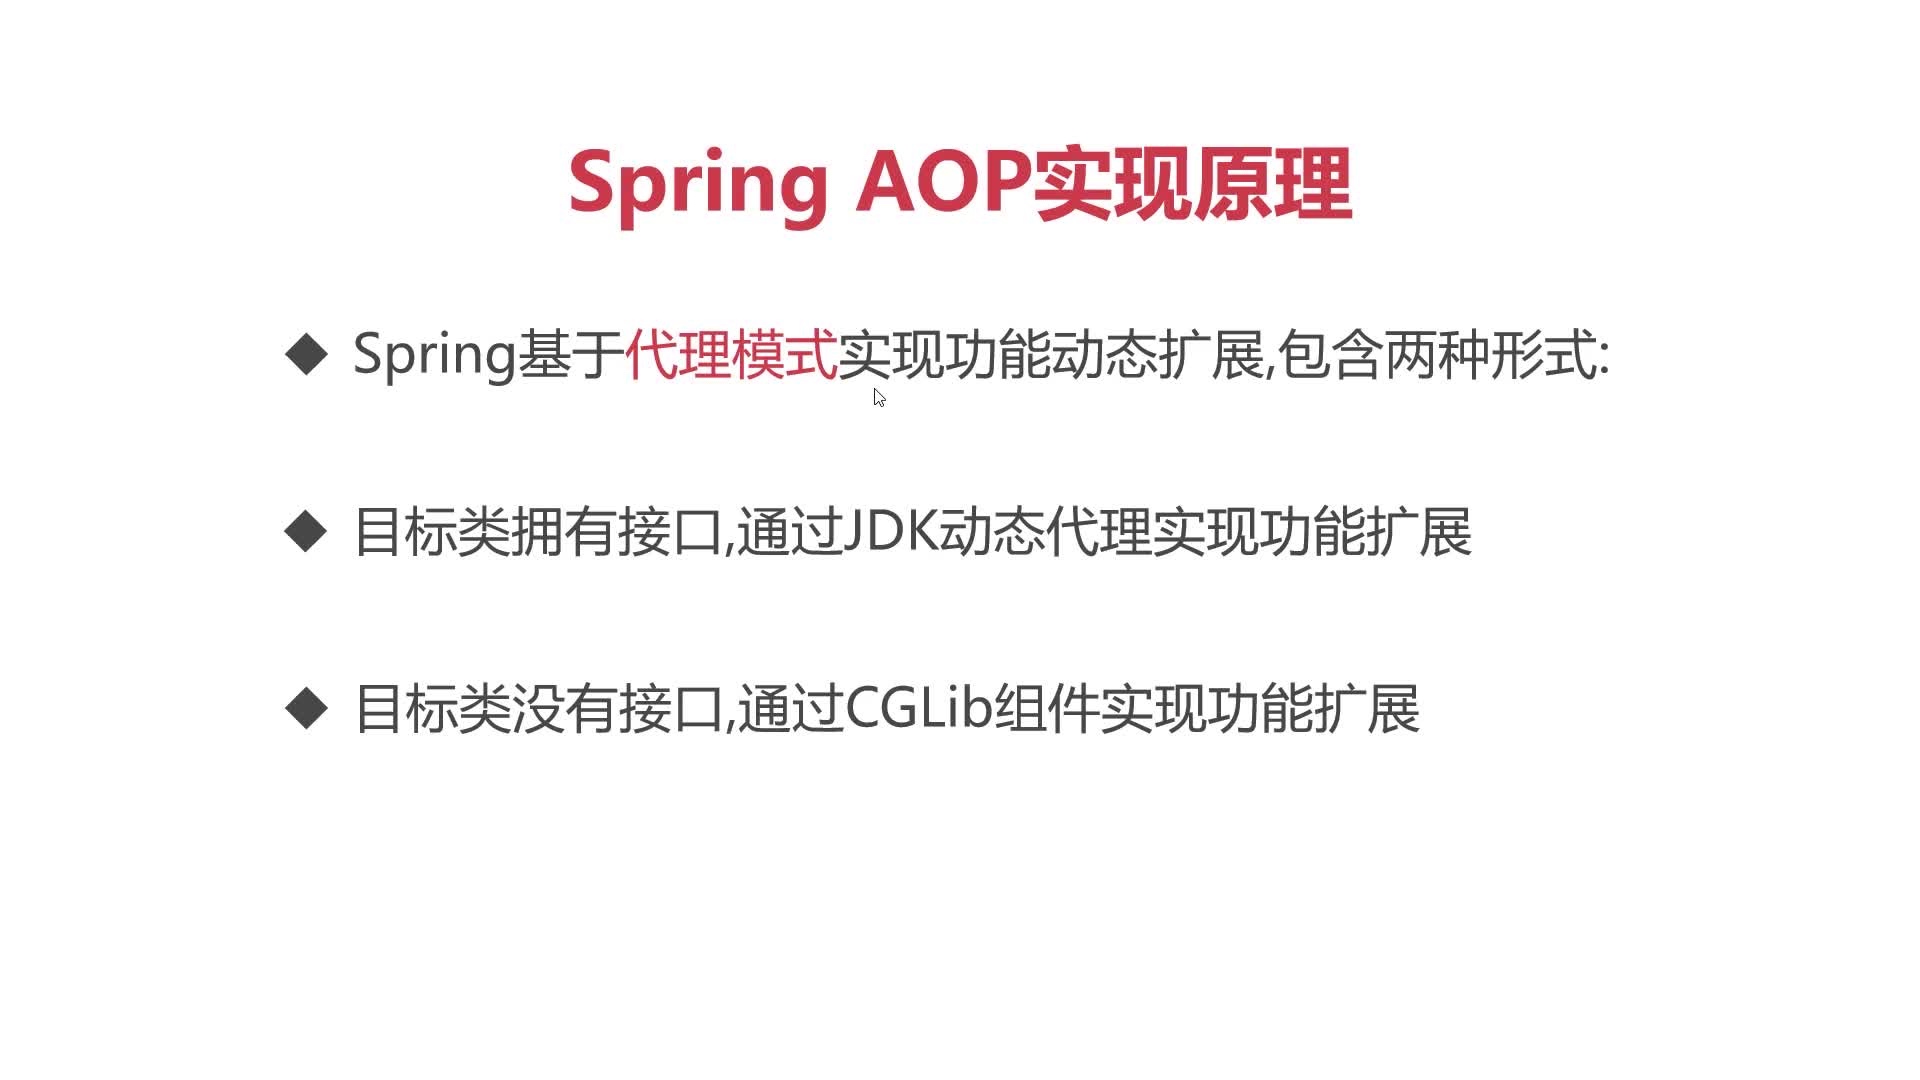 Spring AOP实现原理
◆ Spring基于代理模式实现功能动态扩展,包含两种形式:
◆ 目标类拥有接口,通过JDK动态代理实现功能扩展
◆ 目标类没有接口,通过CGLib组件实现功能扩展